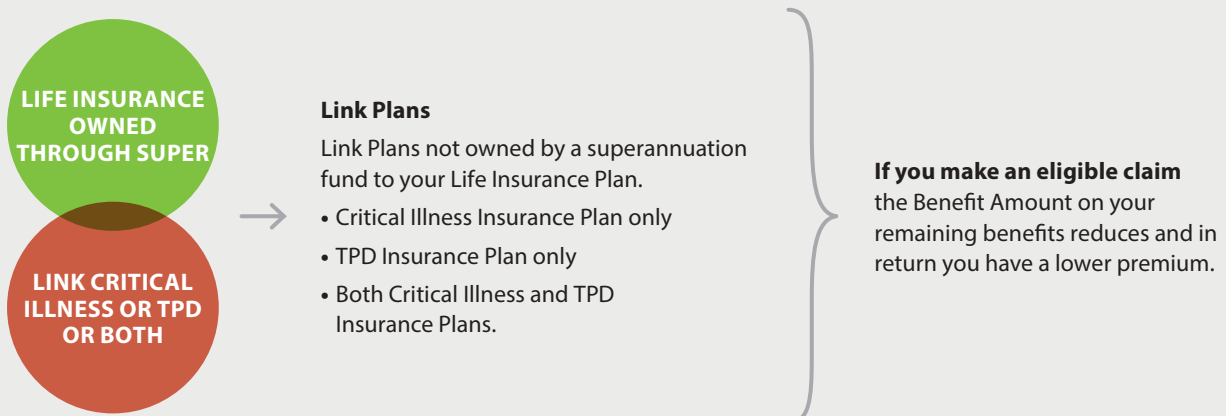 LIFE INSURANCE
OWNED
THROUGH SUPER
LINK CRITICAL
ILLNESS OR TPD
OR BOTH
Link Plans
Link Plans not owned by a superannuation
fund to your Life Insurance Plan.
• Critical Illness Insurance Plan only
• TPD Insurance Plan only
• Both Critical Illness and TPD
Insurance Plans.
If you make an eligible claim
the Benefit Amount on your
remaining benefits reduces and in
return you have a lower premium.